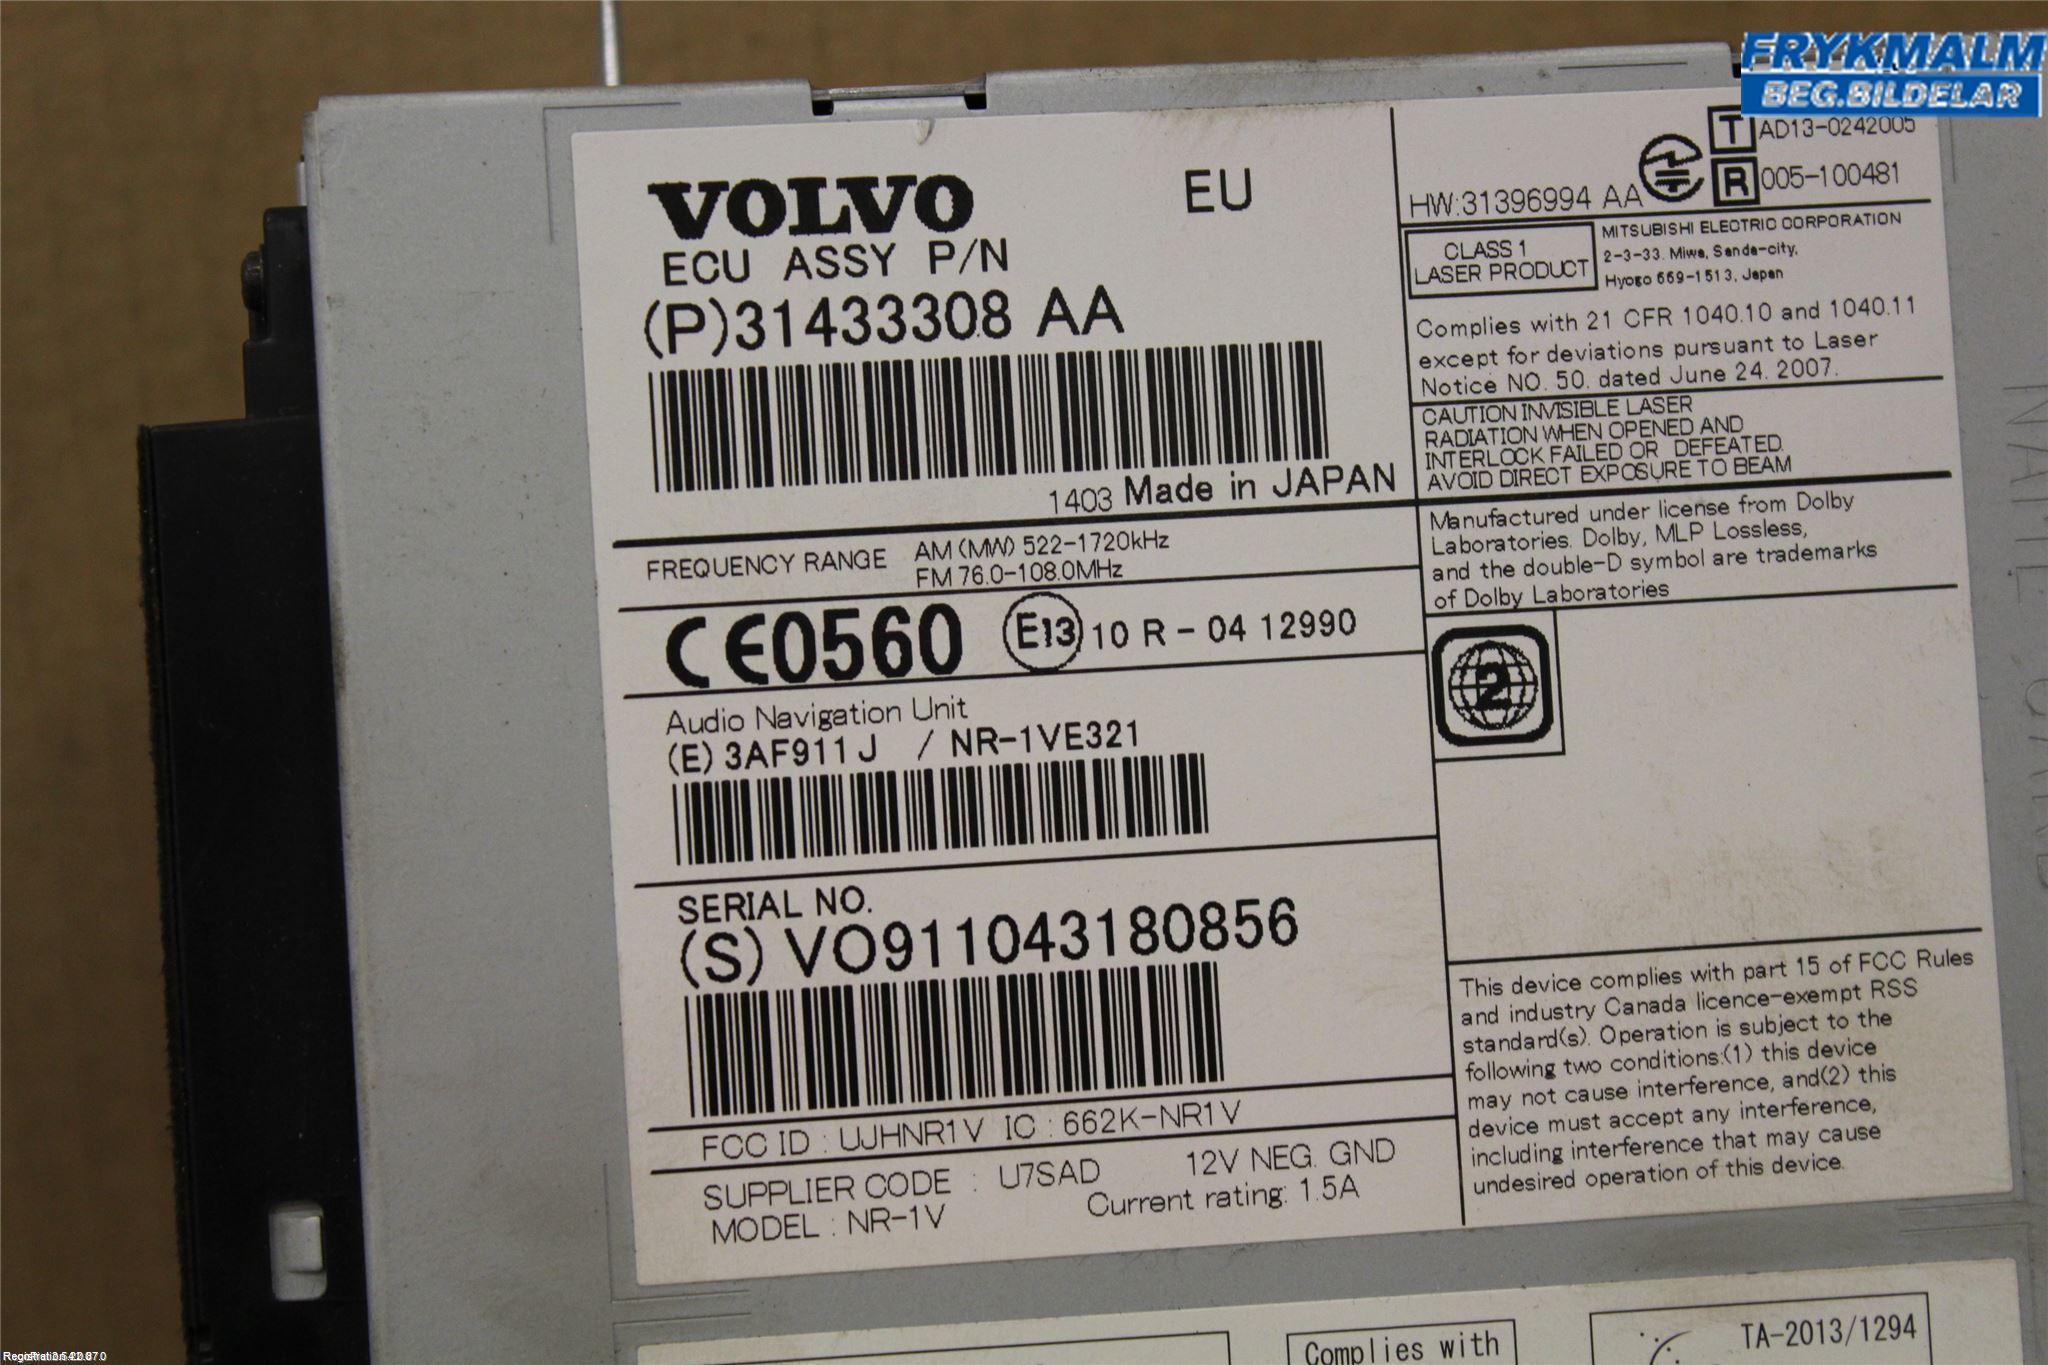 FRYKMALM
BEG.BILDELAR
VOLVO
EU
ECU ASSY P/N
(P)31433308 AA
1403 Made in JAPAN
FREQUENCY RANGE
AM (MW) 522-1720kHz
FM 76.0-108.0MHz
CE0560 E13 10 R - 04 12990
Audio Navigation Unit
(E) 3AF911J / NR-1VE321
SERIAL NO.
(S) VO911043180856
FCC ID : UJHNR1V IC : 662K-NR1V
SUPPLIER CODE : U7SAD
12V NEG. GND
MODEL : NR-1V
Current rating: 1.5A
T AD13-0242005
R 005-100481
HW:31396994 AA
CLASS 1
LASER PRODUCT
MITSUBISHI ELECTRIC CORPORATION
2-3-33. Miwa, Sanda-city,
Hyogo 669-1513, Japan
Complies with 21 CFR 1040.10 and 1040.11
except for deviations pursuant to Laser
Notice NO. 50. dated June 24. 2007.
CAUTION INVISIBLE LASER
RADIATION WHEN OPENED AND
INTERLOCK FAILED OR DEFEATED.
AVOID DIRECT EXPOSURE TO BEAM
Manufactured under license from Dolby
Laboratories. Dolby, MLP Lossless,
and the double-D symbol are trademarks
of Dolby Laboratories
2
This device complies with part 15 of FCC Rules
and industry Canada licence-exempt RSS
standard(s). Operation is subject to the
following two conditions:(1) this device
may not cause interference, and(2) this
device must accept any interference,
including interference that may cause
undesired operation of this device.
Complies with
TA-2013/1294